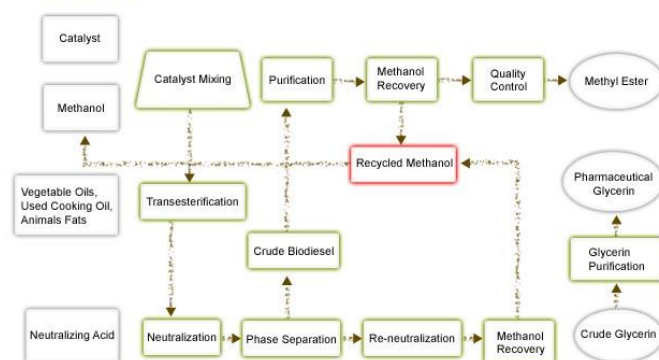 Catalyst
Catalyst Mixing
Purification
Methanol
Recovery
Quality
Control
Methyl Ester
Methanol
Recycled Methanol
Vegetable Oils,
Used Cooking Oil,
Animals Fats
Transesterification
Pharmaceutical
Glycerin
Crude Biodiesel
Glycerin
Purification
Neutralizing Acid
Neutralization
Phase Separation
Re-neutralization
Methanol
Recovery
Crude Glycerin